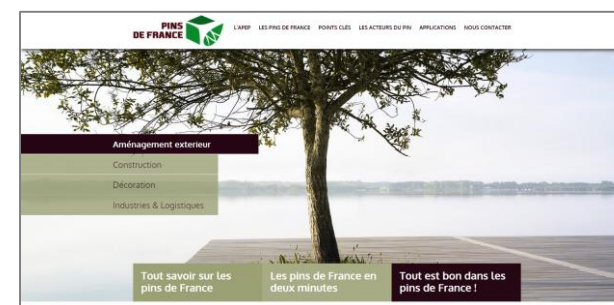 PINS
DE FRANCE
L'APEF LES PINS DE FRANCE POINTS CLÉS LES ACTEURS DU PIN APPLICATIONS NOUS CONTACTER
Aménagement exterieur
Construction
Décoration
Industries & Logistiques
Tout savoir sur les
pins de France
Les pins de France en
deux minutes
Tout est bon dans les
pins de France !